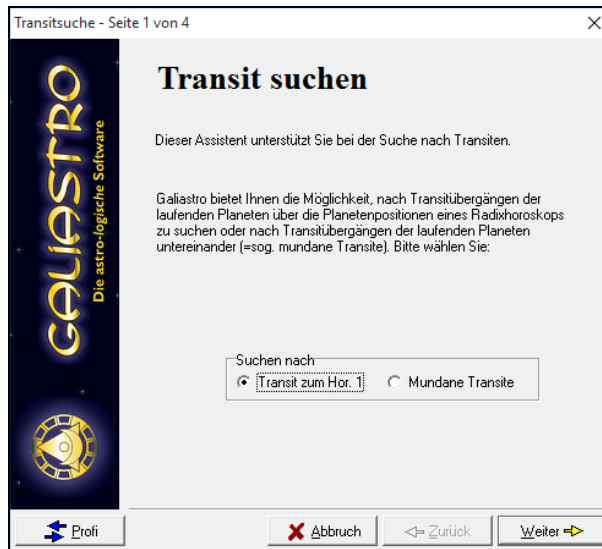 Transitsuche - Seite 1 von 4
Transit suchen
Dieser Assistent unterstützt Sie bei der Suche nach Transiten.
Galiastro bietet Ihnen die Möglichkeit, nach Transitübergängen der
laufenden Planeten über die Planetenpositionen eines Radixhoroskops
zu suchen oder nach Transitübergängen der laufenden Planeten
untereinander (=sog. mundane Transite). Bitte wählen Sie:
Suchen nach
Transit zum Hor. 1 Mundane Transite
GALIASTRO
Die astro-logische Software
Profi Abbruch Zurück Weiter